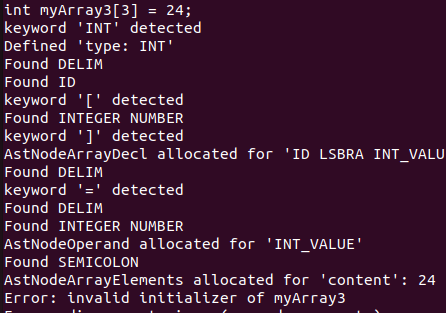 int myArray3[3] = 24;
keyword 'INT' detected
Defined 'type: INT'
Found DELIM
Found ID
keyword '[' detected
Found INTEGER NUMBER
keyword ']' detected
AstNodeArrayDecl allocated for 'ID LSBRA INT_VALU
Found DELIM
keyword '=' detected
Found DELIM
Found INTEGER NUMBER
AstNodeOperand allocated for 'INT_VALUE'
Found SEMICOLON
AstNodeArrayElements allocated for 'content': 24
Error: invalid initializer of myArray3